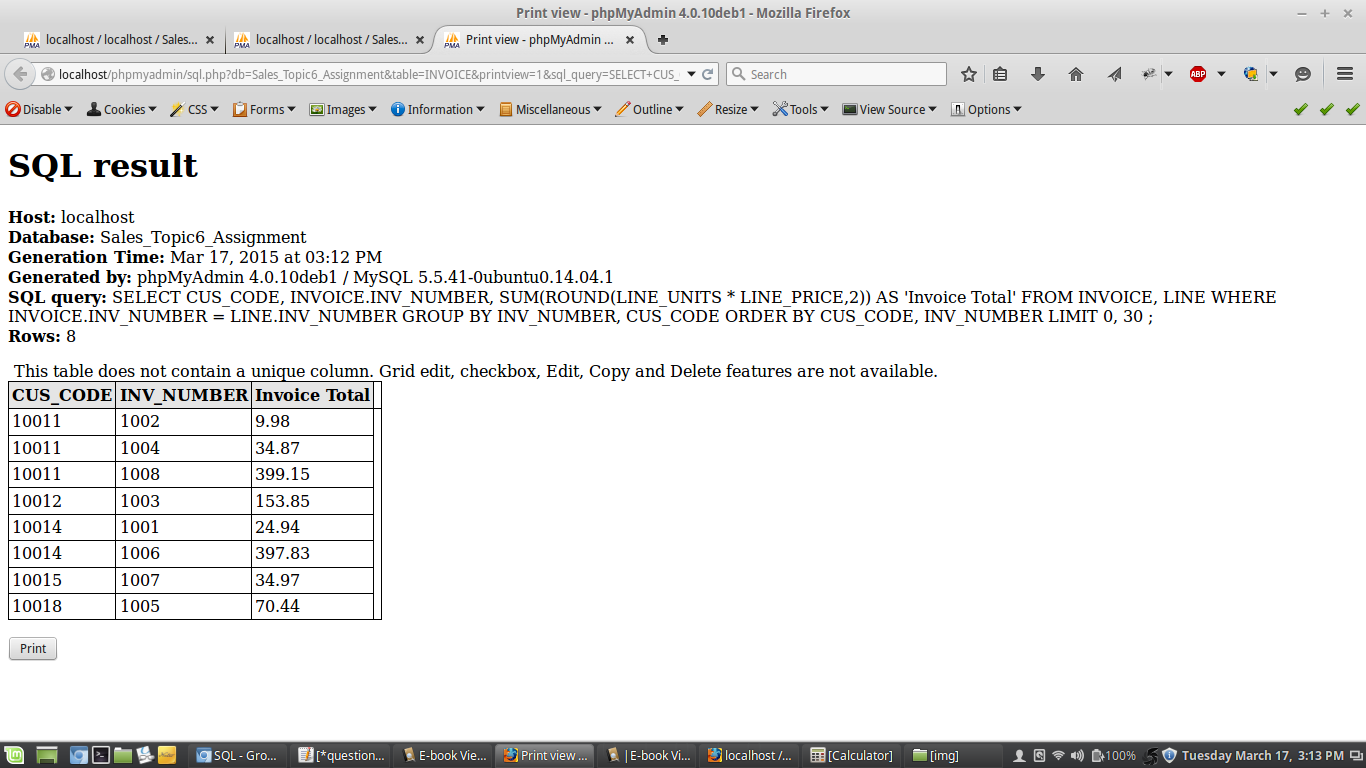 Print view - phpMyAdmin 4.0.10deb1 - Mozilla Firefox
localhost / localhost / Sales...
localhost / localhost / Sales...
Print view - phpMyAdmin ...
localhost/phpmyadmin/sql.php?db=Sales_Topic6_Assignment&table=INVOICE&printview=1&sql_query=SELECT+CUS_
Search
ABP
Disable Cookies CSS Forms Images Information Miscellaneous Outline Resize Tools View Source Options
SQL result
Host: localhost
Database: Sales_Topic6_Assignment
Generation Time: Mar 17, 2015 at 03:12 PM
Generated by: phpMyAdmin 4.0.10deb1 / MySQL 5.5.41-0ubuntu0.14.04.1
SQL query: SELECT CUS_CODE, INVOICE.INV_NUMBER, SUM(ROUND(LINE_UNITS * LINE_PRICE,2)) AS 'Invoice Total' FROM INVOICE, LINE WHERE
INVOICE.INV_NUMBER = LINE.INV_NUMBER GROUP BY INV_NUMBER, CUS_CODE ORDER BY CUS_CODE, INV_NUMBER LIMIT 0, 30 ;
Rows: 8
This table does not contain a unique column. Grid edit, checkbox, Edit, Copy and Delete features are not available.
CUS_CODE INV_NUMBER Invoice Total
10011 1002 9.98
10011 1004 34.87
10011 1008 399.15
10012 1003 153.85
10014 1001 24.94
10014 1006 397.83
10015 1007 34.97
10018 1005 70.44
Print
SQL - Gro... [*question... E-book Vie... Print view ... | E-book Vi... localhost /... [Calculator] [img] 100% Tuesday March 17, 3:13 PM